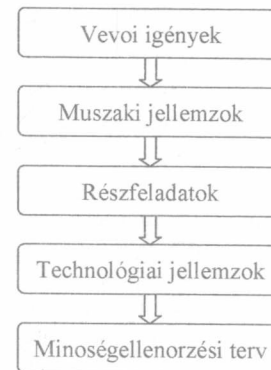 Vevoi igények
Muszaki jellemzok
Részfeladatok
Technológiai jellemzok
Minoségellenorzési terv